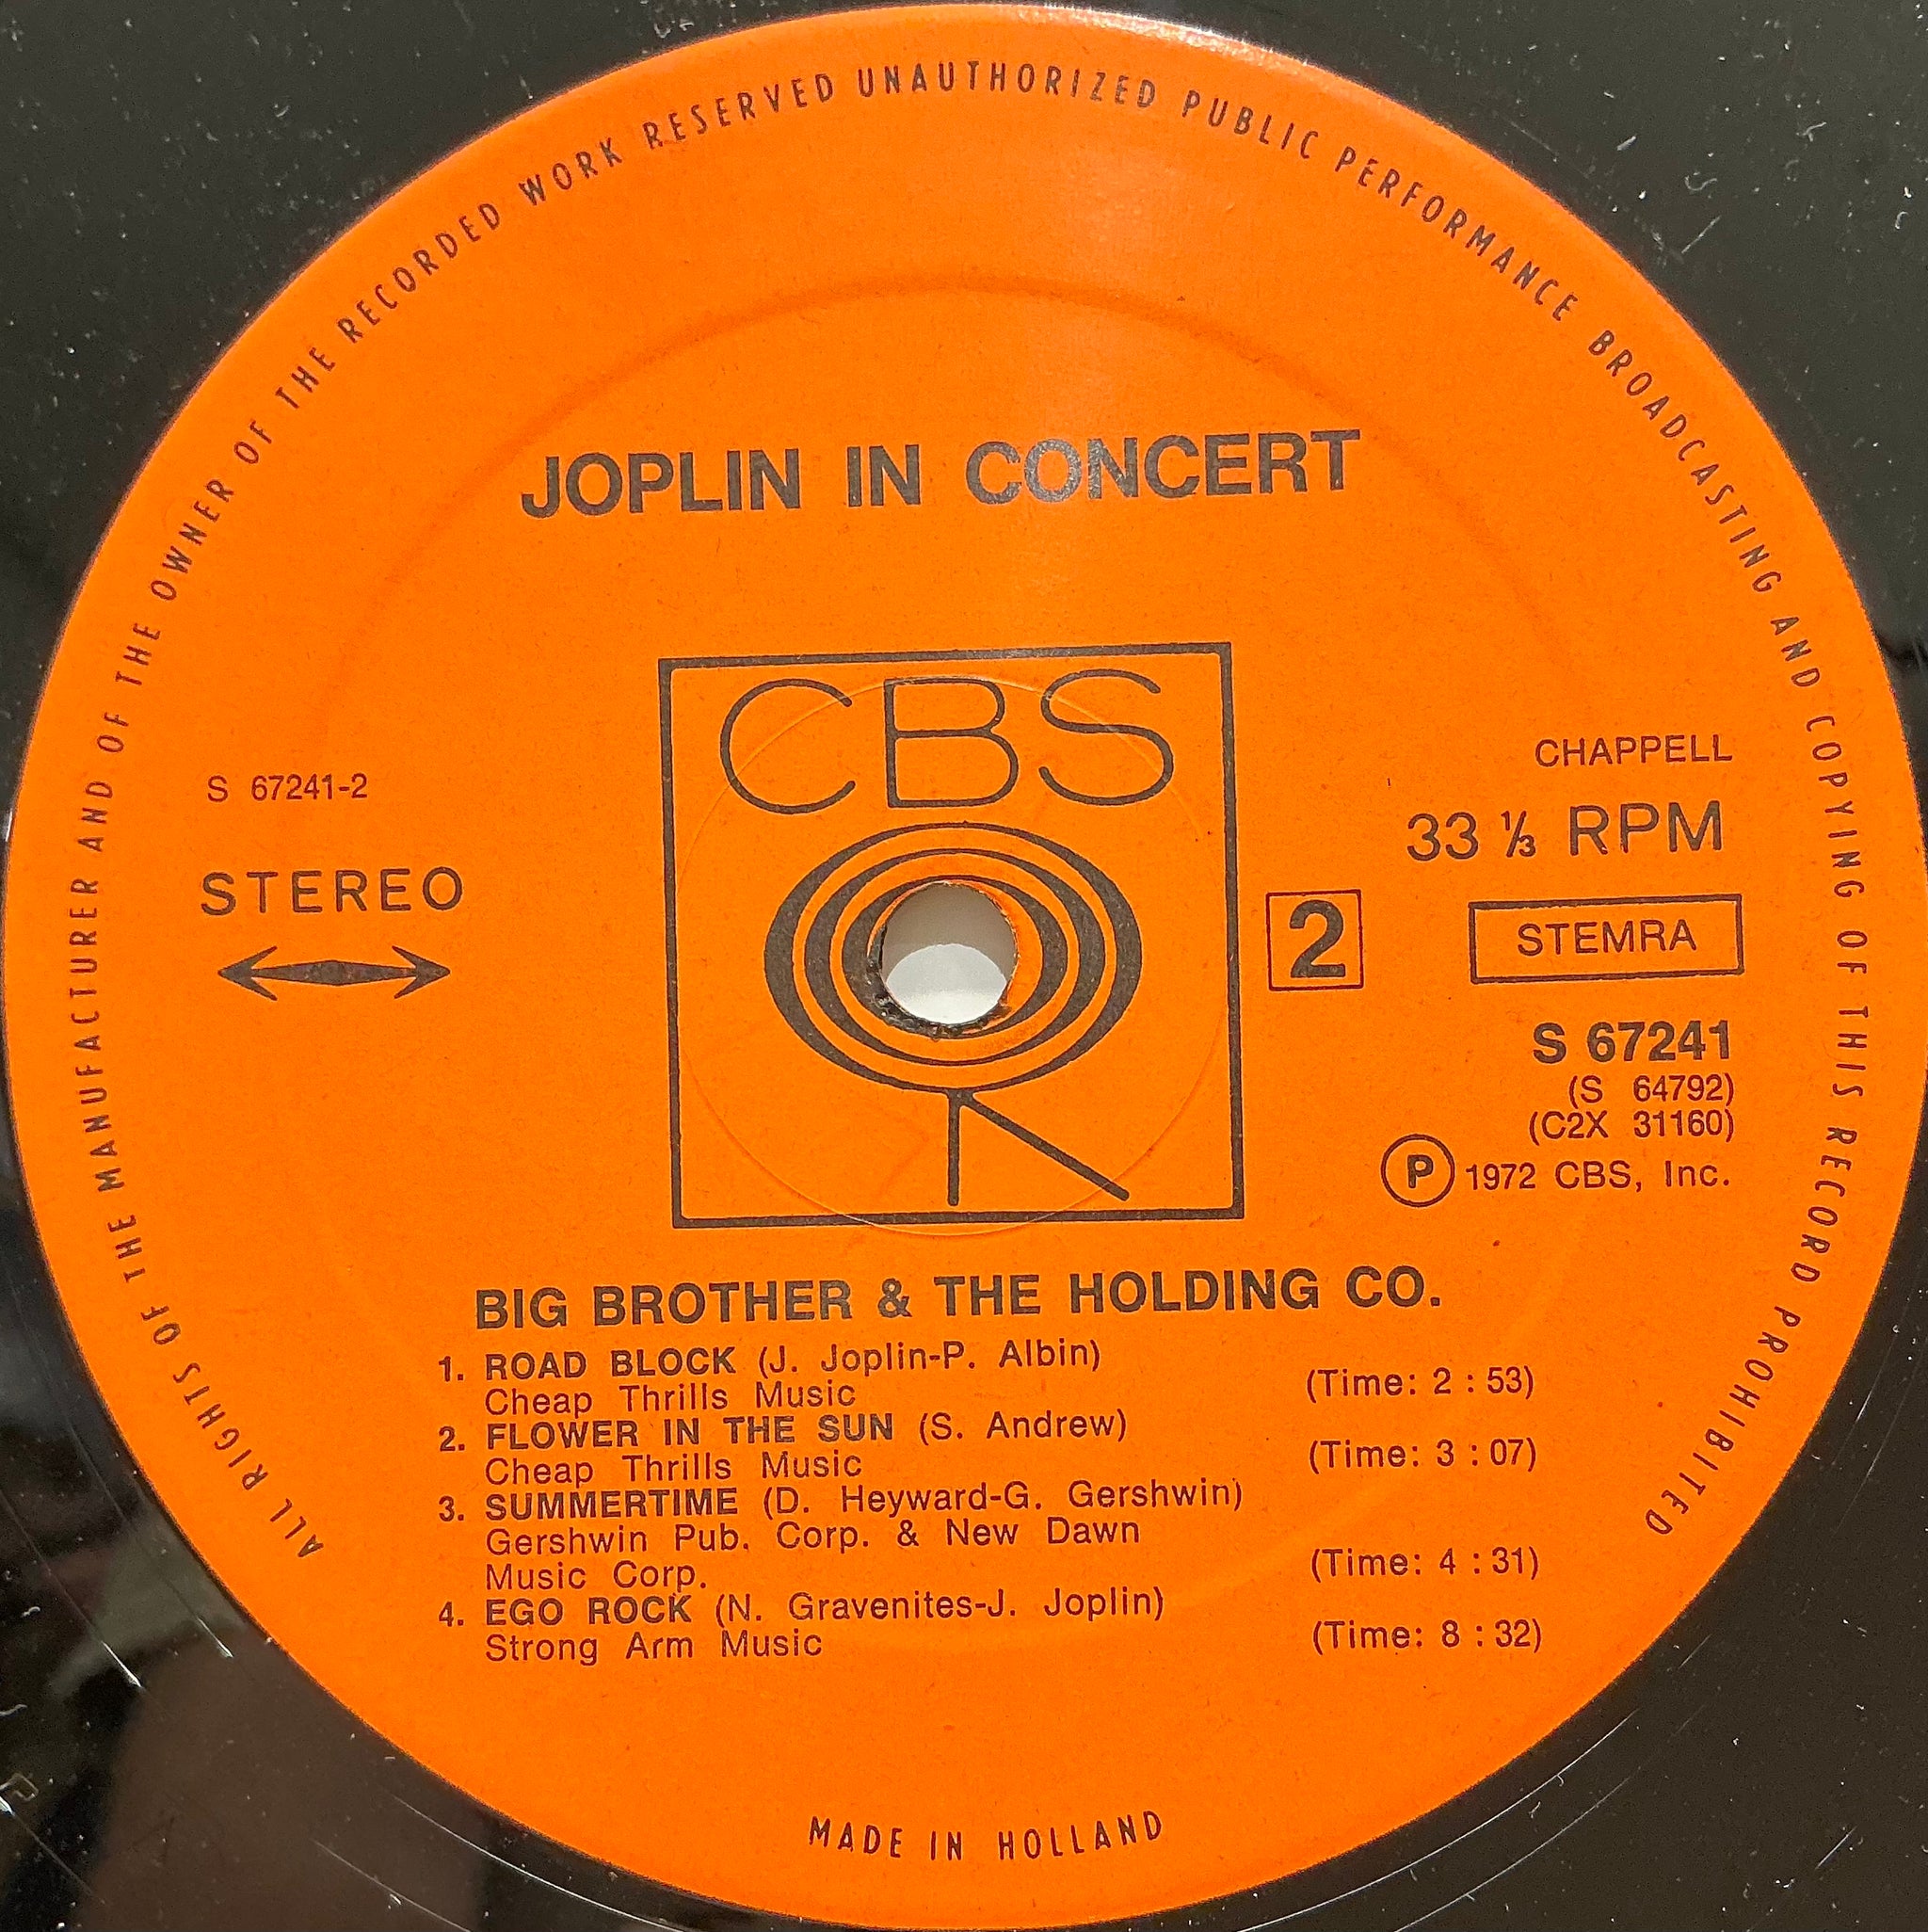 ALL RIGHTS OF THE MANUFACTURER AND OF THE OWNER OF THE RECORDED WORK RESERVED UNAUTHORIZED PUBLIC PERFORMANCE BROADCASTING AND COPYING OF THIS RECORD PROHIBITED
JOPLIN IN CONCERT
CBS
S 67241-2
STEREO
CHAPPELL
33 ⅓ RPM
2
STEMRA
S 67241
(S 64792)
(C2X 31160)
Ⓟ 1972 CBS, Inc.
BIG BROTHER & THE HOLDING CO.
1. ROAD BLOCK (J. Joplin-P. Albin)
Cheap Thrills Music (Time: 2 : 53)
2. FLOWER IN THE SUN (S. Andrew)
Cheap Thrills Music (Time: 3 : 07)
3. SUMMERTIME (D. Heyward-G. Gershwin)
Gershwin Pub. Corp. & New Dawn
Music Corp. (Time: 4 : 31)
4. EGO ROCK (N. Gravenites-J. Joplin)
Strong Arm Music (Time: 8 : 32)
MADE IN HOLLAND